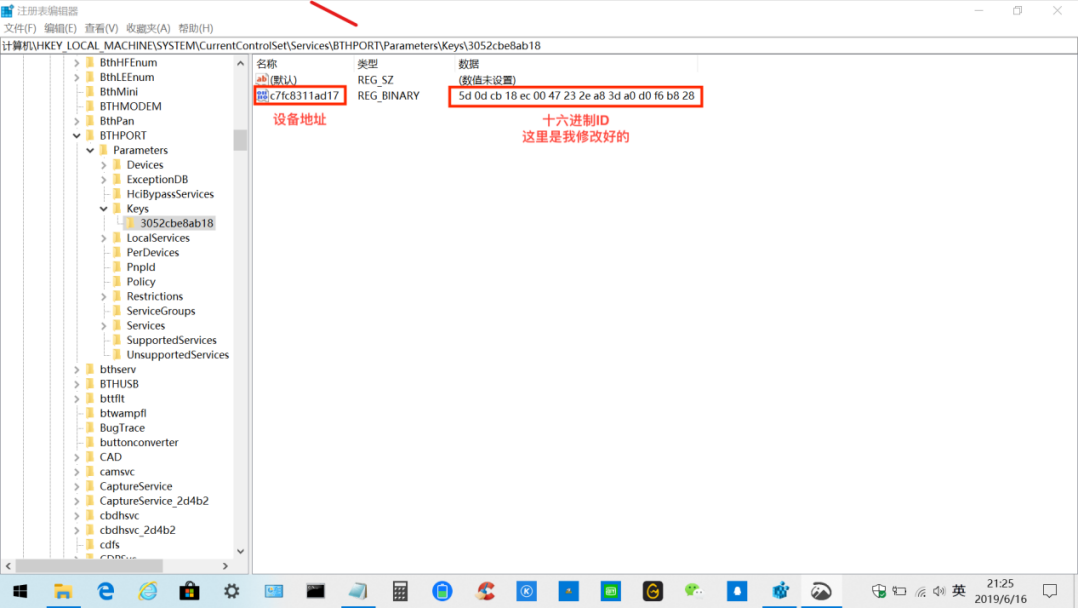 注册表编辑器
文件(F) 编辑(E) 查看(V) 收藏夹(A) 帮助(H)
计算机\HKEY_LOCAL_MACHINE\SYSTEM\CurrentControlSet\Services\BTHPORT\Parameters\Keys\3052cbe8ab18
BthHFEnum
BthLEEnum
BthMini
BTHMODEM
BthPan
BTHPORT
Parameters
Devices
ExceptionDB
HciBypassServices
Keys
3052cbe8ab18
LocalServices
PerDevices
PnpId
Policy
Restrictions
ServiceGroups
Services
SupportedServices
UnsupportedServices
bthserv
BTHUSB
bttflt
btwampfl
BugTrace
buttonconverter
CAD
camsvc
CaptureService
CaptureService_2d4b2
cbdhsvc
cbdhsvc_2d4b2
cdfs
名称 类型 数据
(默认) REG_SZ (数值未设置)
c7fc8311ad17 REG_BINARY 5d 0d cb 18 ec 00 47 23 2e a8 3d a0 d0 f6 b8 28
设备地址 十六进制ID
这里是我修改好的
英
21:25
2019/6/16